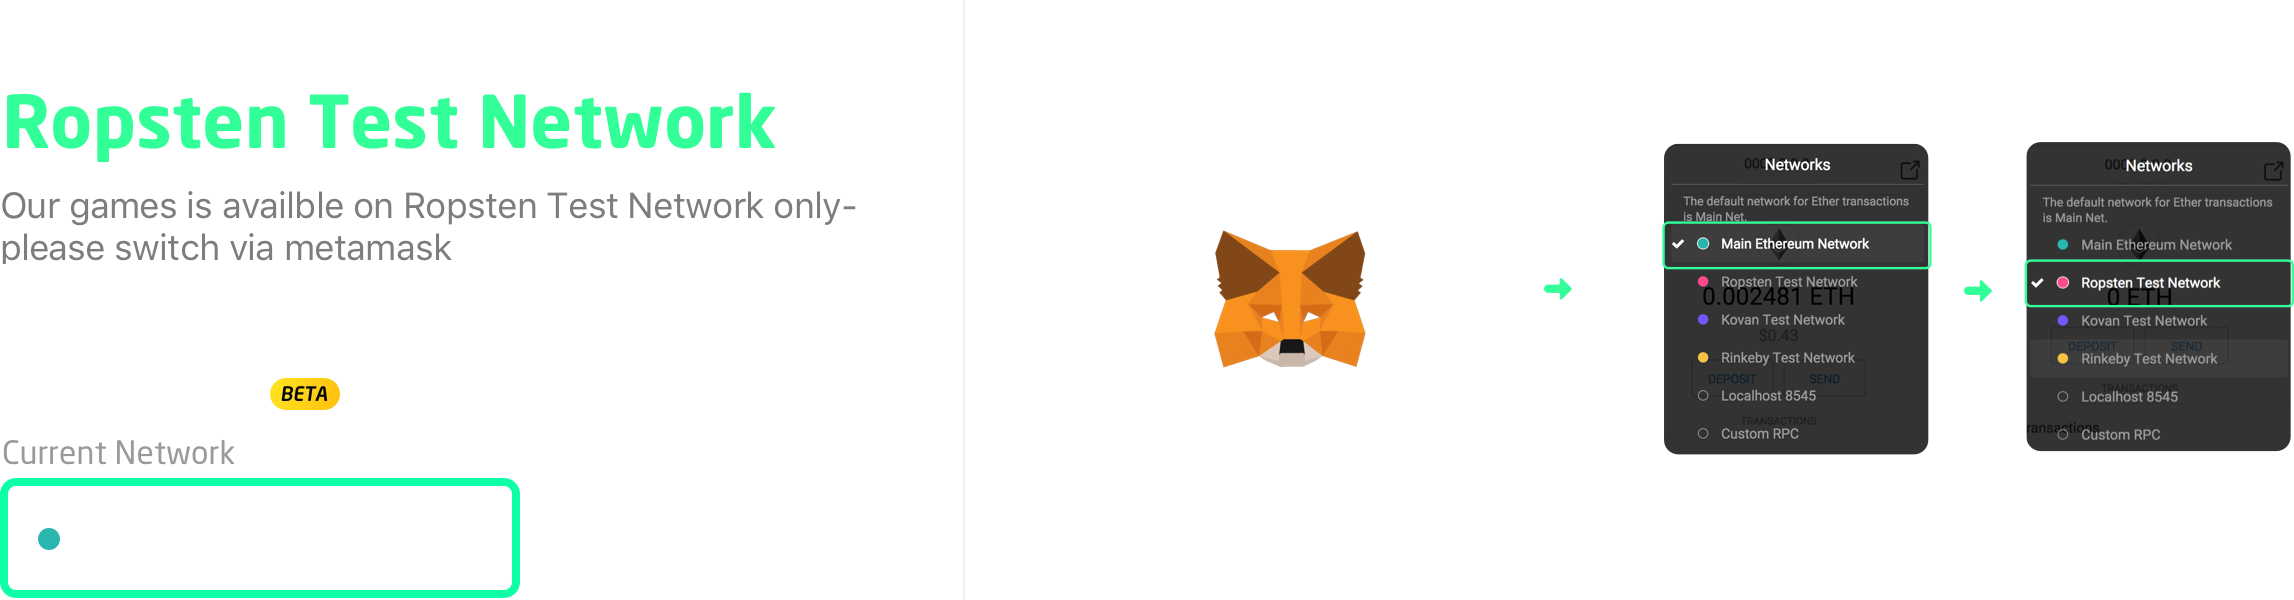 Ropsten Test Network
Our games is availble on Ropsten Test Network only-
please switch via metamask
BETA
Current Network
Networks
The default network for Ether transactions
is Main Net.
Main Ethereum Network
Ropsten Test Network
0.002481 ETH
Kovan Test Network
$0.43
Rinkeby Test Network
DEPOSIT SEND
Localhost 8545
TRANSACTIONS
Custom RPC
Networks
The default network for Ether transactions
is Main Net.
Main Ethereum Network
Ropsten Test Network
0 ETH
Kovan Test Network
DEPOSIT SEND
Rinkeby Test Network
TRANSACTIONS
Localhost 8545
Custom RPC